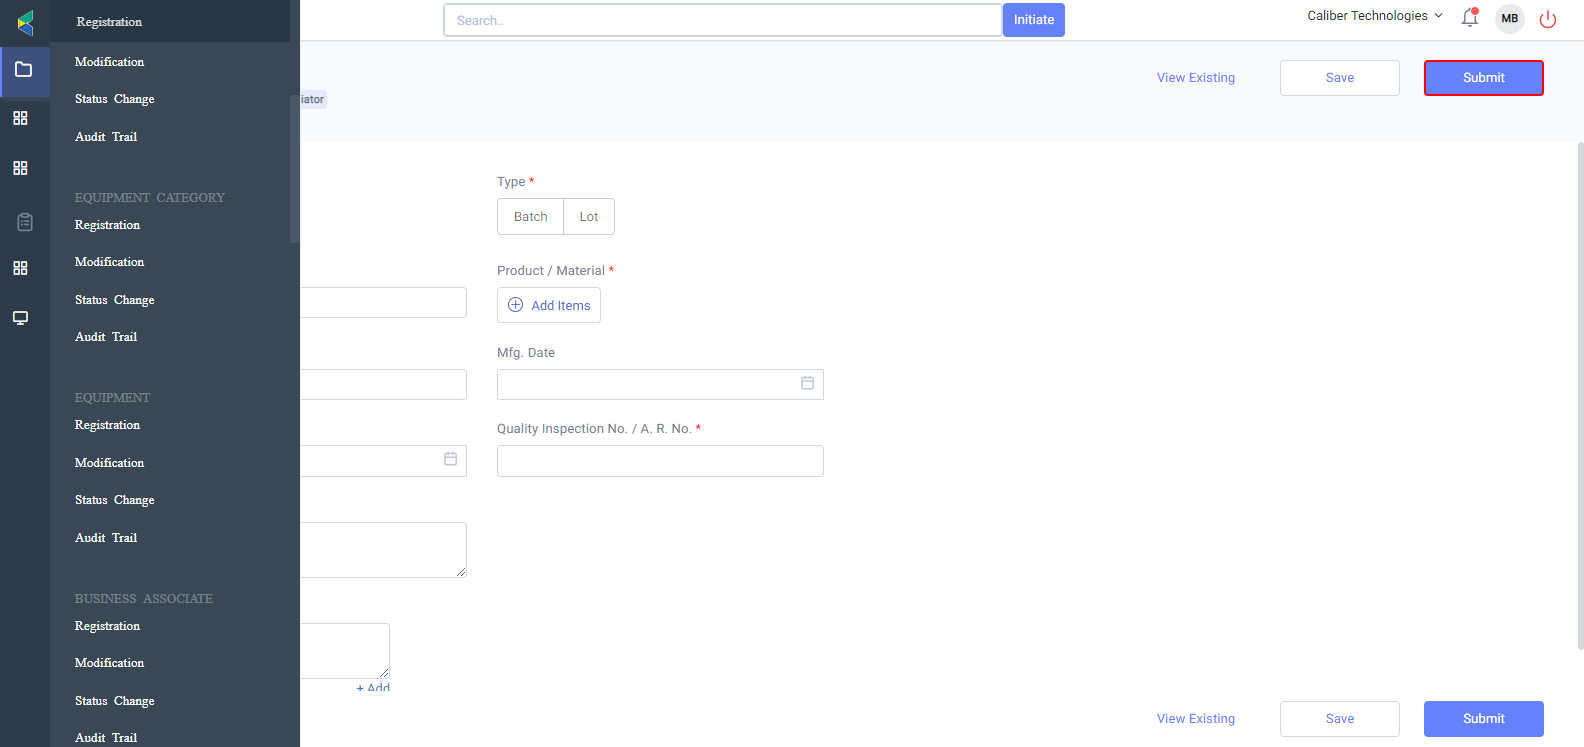 Registration
Modification
Status Change
Audit Trail
EQUIPMENT CATEGORY
Registration
Modification
Status Change
Audit Trail
EQUIPMENT
Registration
Modification
Status Change
Audit Trail
BUSINESS ASSOCIATE
Registration
Modification
Status Change
Audit Trail
Search..
Initiate
Caliber Technologies
MB
View Existing
Save
Submit
iator
Type *
Batch
Lot
Product / Material *
Add Items
Mfg. Date
Quality Inspection No. / A. R. No. *
+ Add
View Existing
Save
Submit